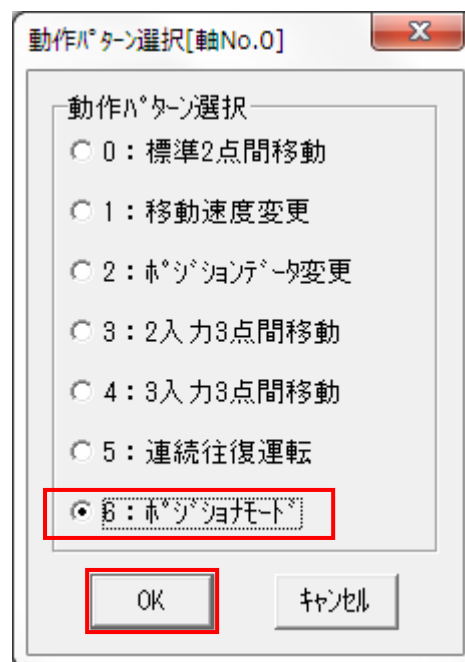 動作ﾊﾟﾀｰﾝ選択[軸No.0]
動作ﾊﾟﾀｰﾝ選択
0：標準2点間移動
1：移動速度変更
2：ﾎﾟｼﾞｼｮﾝﾃﾞｰﾀ変更
3：2入力3点間移動
4：3入力3点間移動
5：連続往復運転
6：ﾎﾟｼﾞｼｮﾅﾓｰﾄﾞ
OK ｷｬﾝｾﾙ